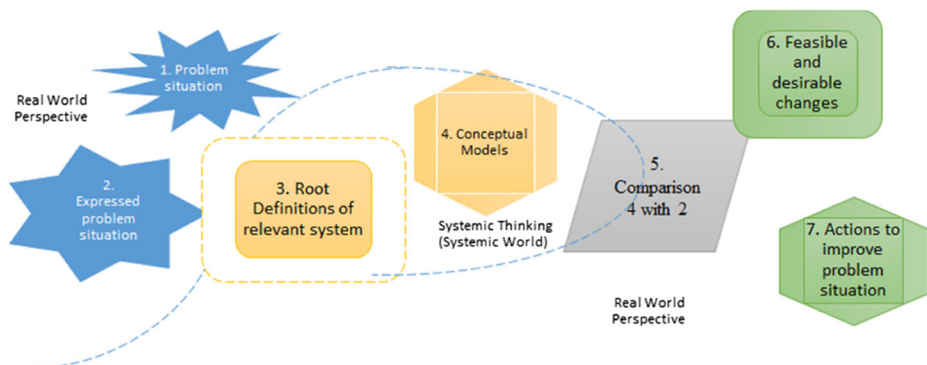 Real World
Perspective
1. Problem
situation
2.
Expressed
problem
situation
3. Root
Definitions of
relevant system
4. Conceptual
Models
Systemic Thinking
(Systemic World)
5.
Comparison
4 with 2
Real World
Perspective
6. Feasible
and
desirable
changes
7. Actions to
improve
problem
situation